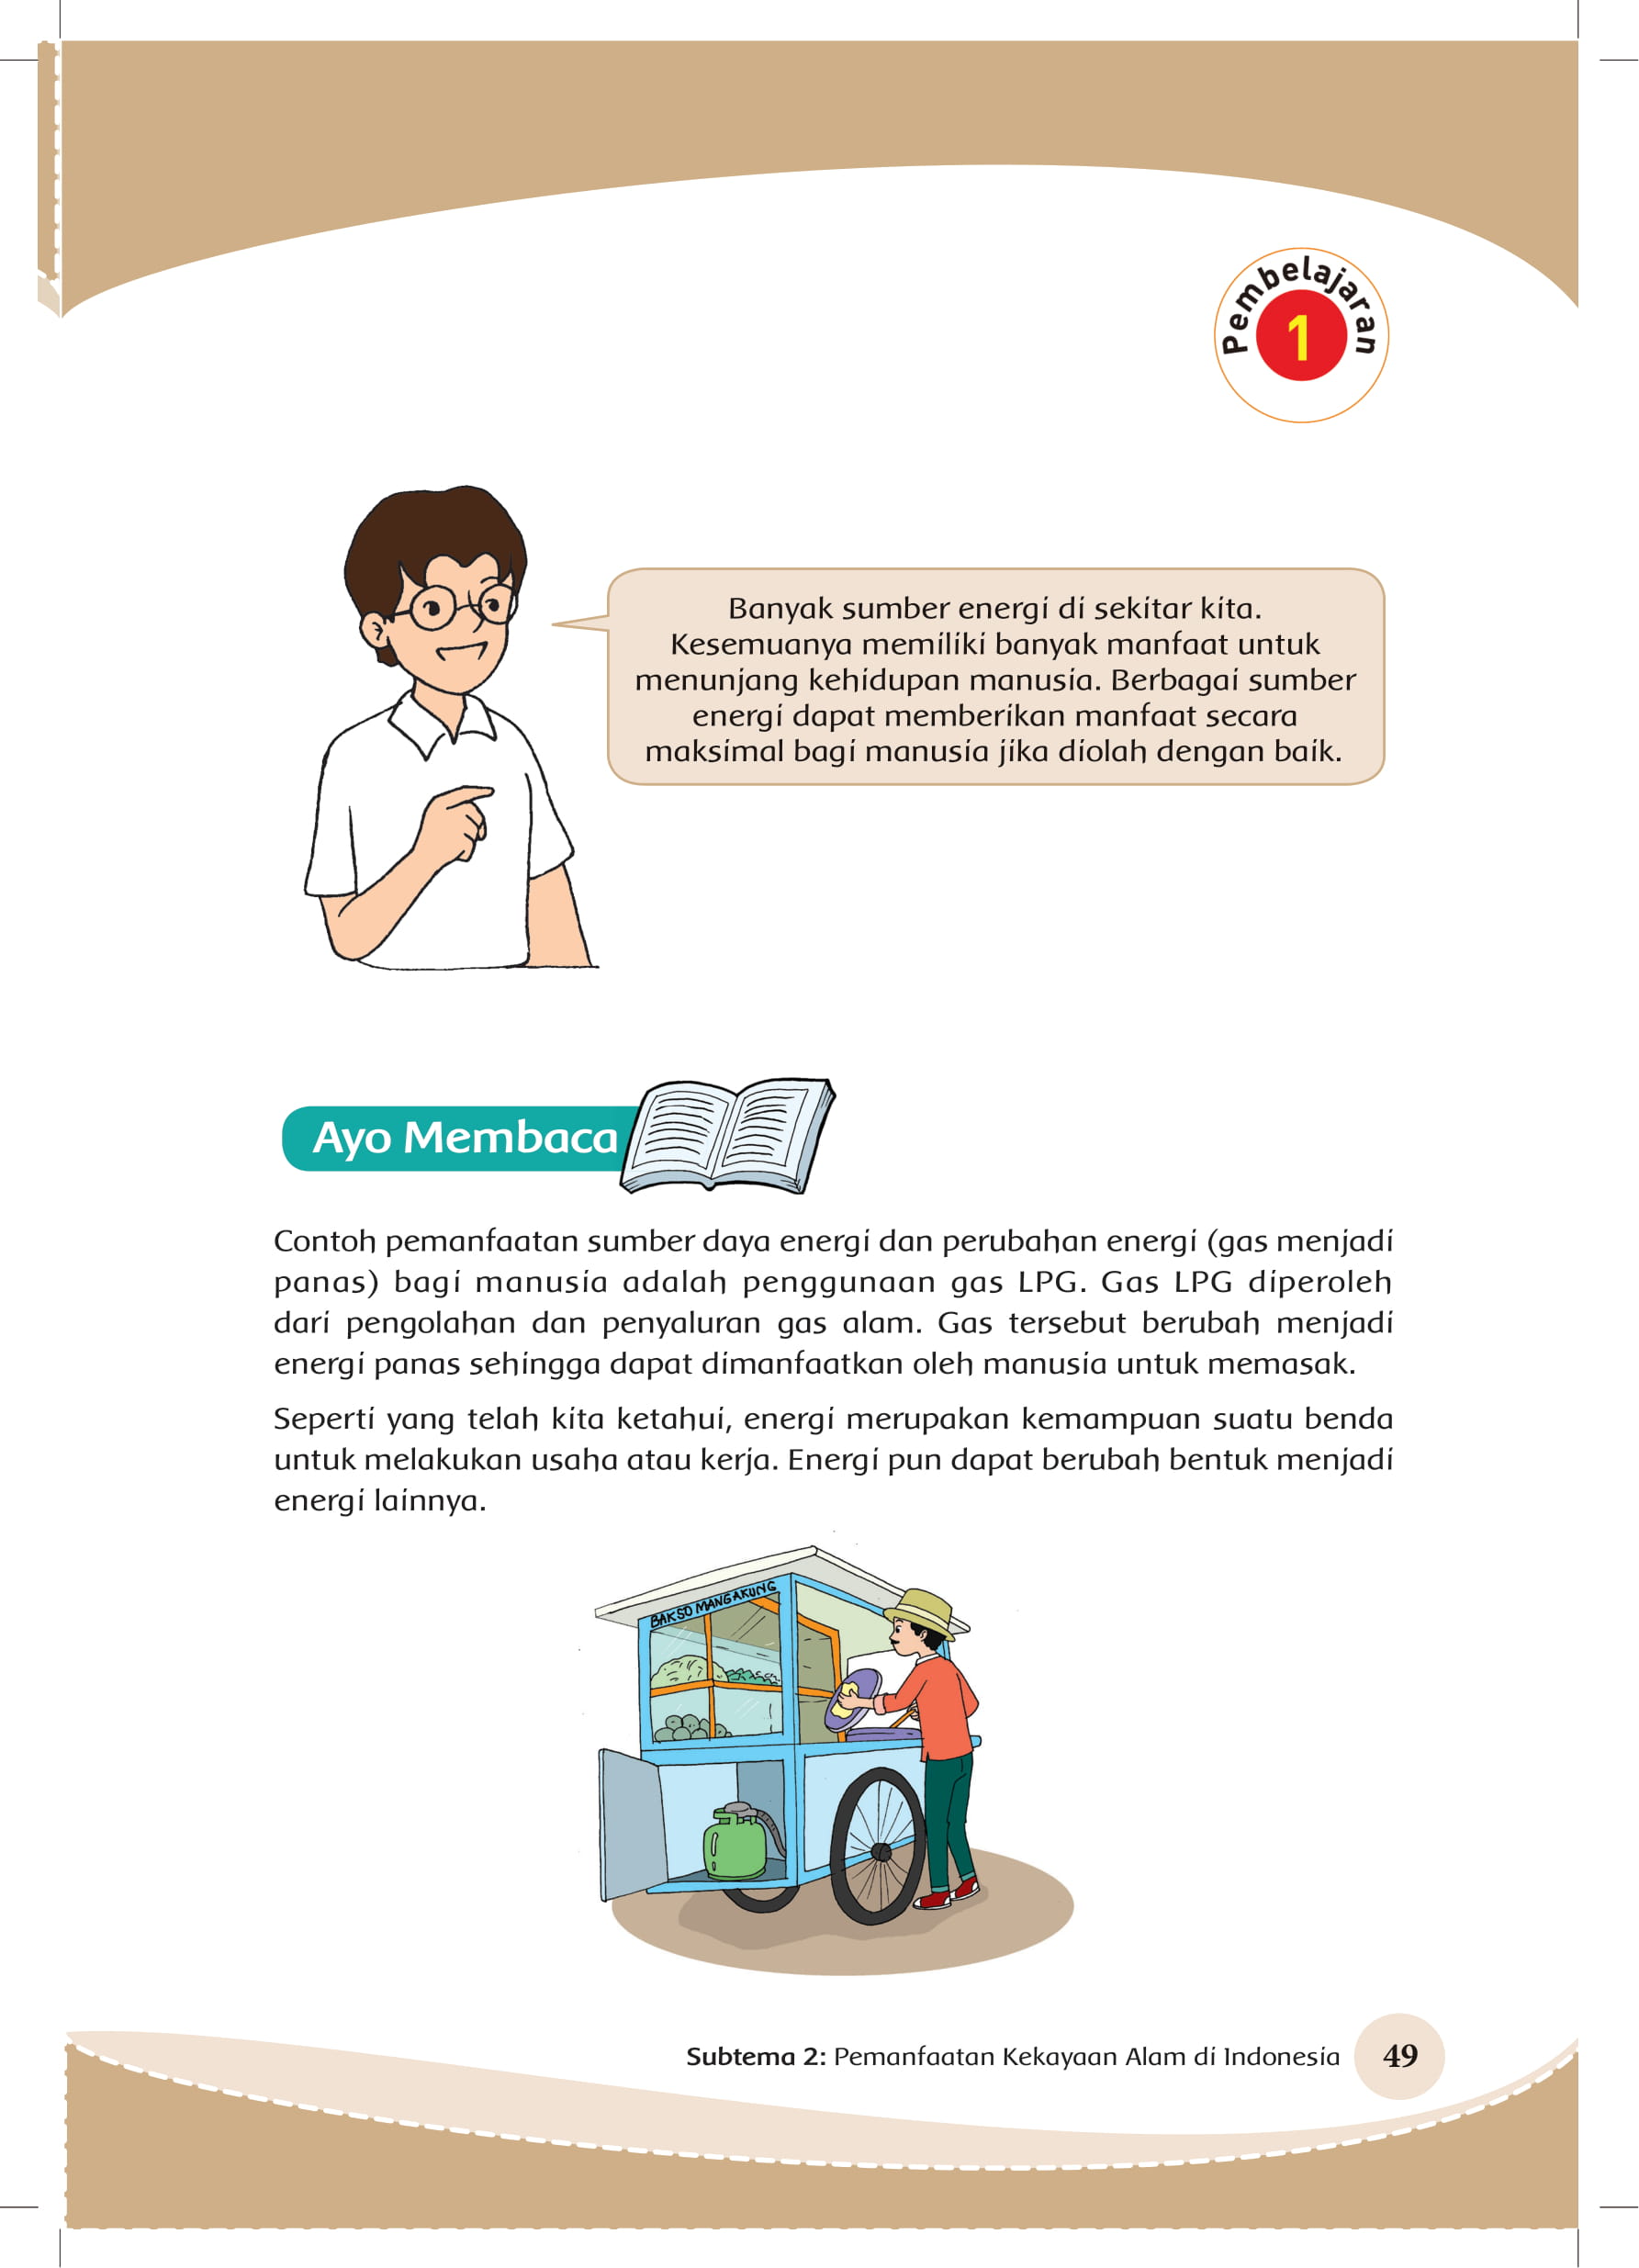 Pembelajaran
1
Banyak sumber energi di sekitar kita.
Kesemuanya memiliki banyak manfaat untuk
menunjang kehidupan manusia. Berbagai sumber
energi dapat memberikan manfaat secara
maksimal bagi manusia jika diolah dengan baik.
Ayo Membaca
Contoh pemanfaatan sumber daya energi dan perubahan energi (gas menjadi
panas) bagi manusia adalah penggunaan gas LPG. Gas LPG diperoleh
dari pengolahan dan penyaluran gas alam. Gas tersebut berubah menjadi
energi panas sehingga dapat dimanfaatkan oleh manusia untuk memasak.
Seperti yang telah kita ketahui, energi merupakan kemampuan suatu benda
untuk melakukan usaha atau kerja. Energi pun dapat berubah bentuk menjadi
energi lainnya.
BAKSO MANG AKUNG
Subtema 2: Pemanfaatan Kekayaan Alam di Indonesia
49